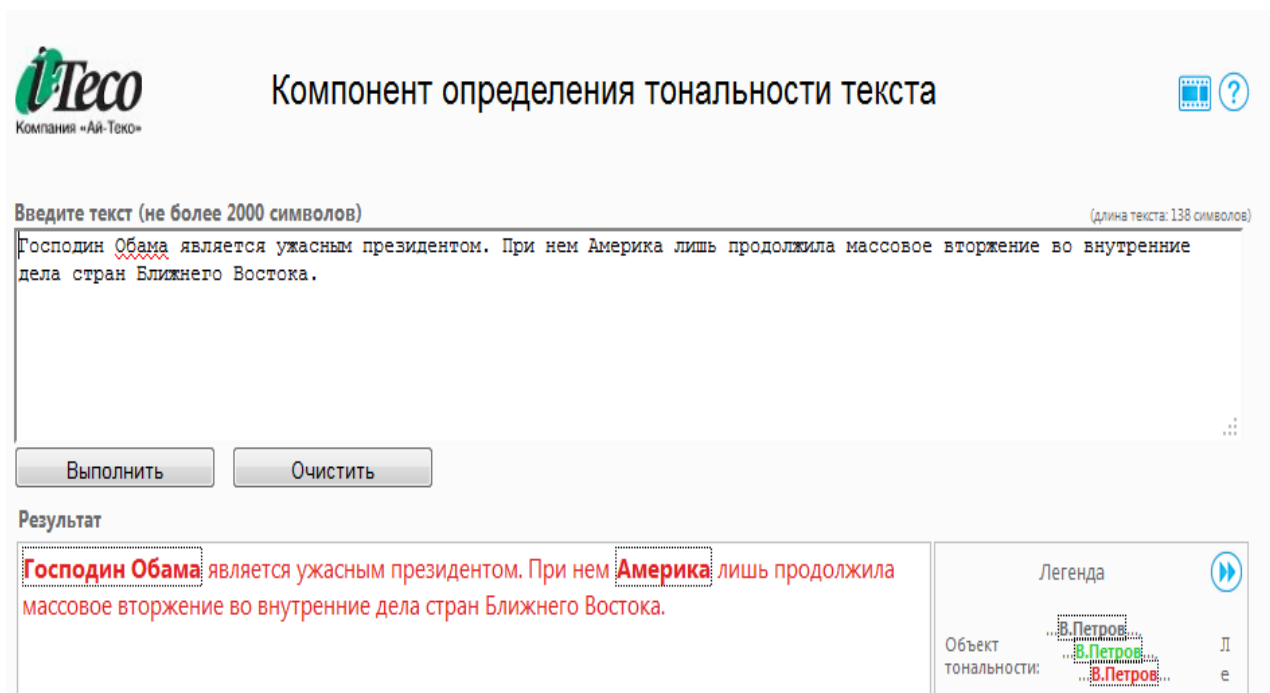 iTeco
Компания «Ай-Теко»
Компонент определения тональности текста
?
Введите текст (не более 2000 символов)
(длина текста: 138 символов)
Господин Обама является ужасным президентом. При нем Америка лишь продолжила массовое вторжение во внутренние
дела стран Ближнего Востока.
Выполнить
Очистить
Результат
Господин Обама является ужасным президентом. При нем Америка лишь продолжила
массовое вторжение во внутренние дела стран Ближнего Востока.
Легенда
Объект
тональности:
...В.Петров...
...В.Петров...
...В.Петров...
Л
е